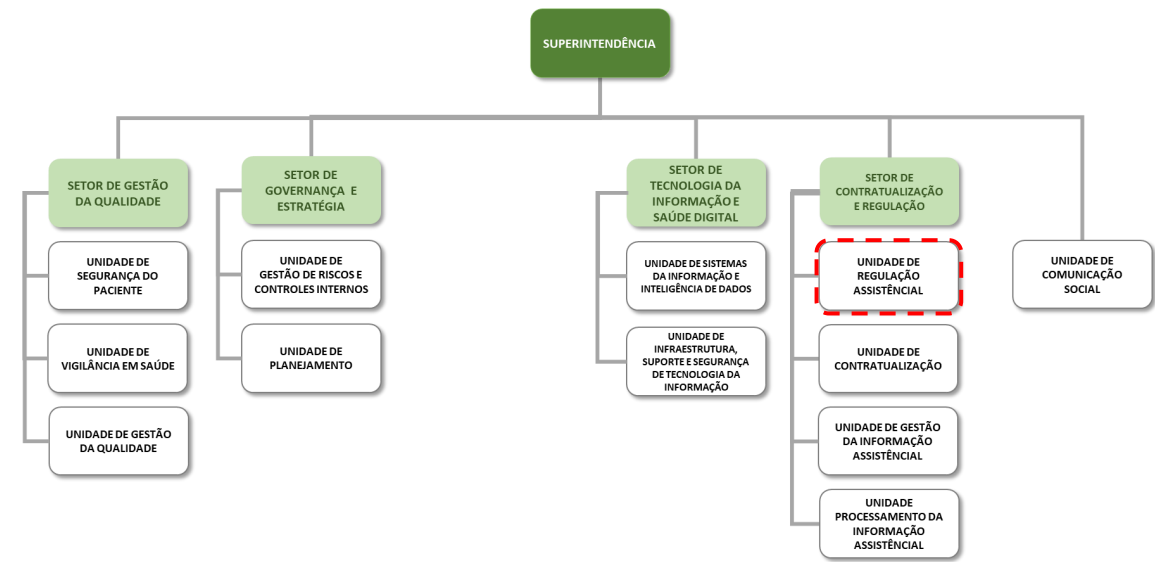 SUPERINTENDÊNCIA
SETOR DE GESTÃO
DA QUALIDADE
UNIDADE DE
SEGURANÇA DO
PACIENTE
UNIDADE DE
VIGILÂNCIA EM SAÚDE
UNIDADE DE GESTÃO
DA QUALIDADE
SETOR DE
GOVERNANÇA E
ESTRATÉGIA
UNIDADE DE
GESTÃO DE RISCOS E
CONTROLES INTERNOS
UNIDADE DE
PLANEJAMENTO
SETOR DE
TECNOLOGIA DA
INFORMAÇÃO E
SAÚDE DIGITAL
UNIDADE DE SISTEMAS
DA INFORMAÇÃO E
INTELIGÊNCIA DE DADOS
UNIDADE DE
INFRAESTRUTURA,
SUPORTE E SEGURANÇA
DE TECNOLOGIA DA
INFORMAÇÃO
SETOR DE
CONTRATUALIZAÇÃO
E REGULAÇÃO
UNIDADE DE
REGULAÇÃO
ASSISTÊNCIAL
UNIDADE DE
CONTRATUALIZAÇÃO
UNIDADE DE GESTÃO
DA INFORMAÇÃO
ASSISTÊNCIAL
UNIDADE
PROCESSAMENTO DA
INFORMAÇÃO
ASSISTÊNCIAL
UNIDADE DE
COMUNICAÇÃO
SOCIAL